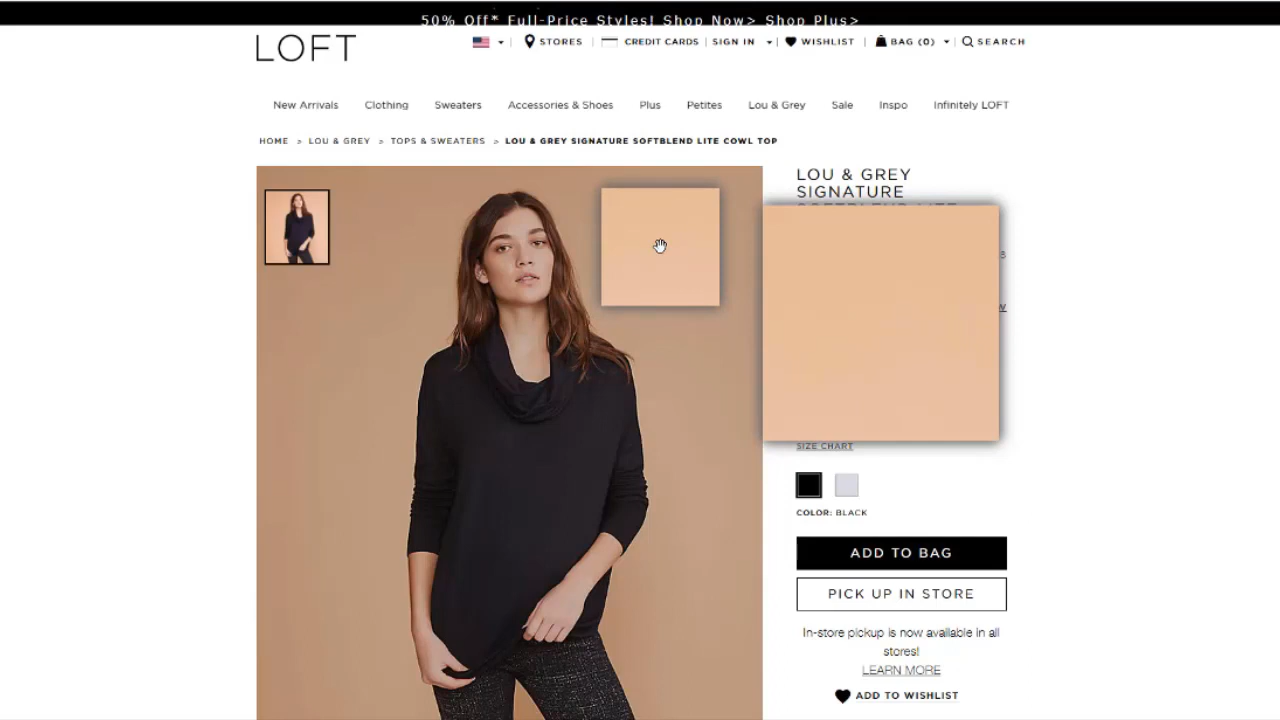 50% Off* Full-Price Styles! Shop Now> Shop Plus>
LOFT
STORES CREDIT CARDS SIGN IN WISHLIST BAG (0) SEARCH
New Arrivals Clothing Sweaters Accessories & Shoes Plus Petites Lou & Grey Sale Inspo Infinitely LOFT
HOME > LOU & GREY > TOPS & SWEATERS > LOU & GREY SIGNATURE SOFTBLEND LITE COWL TOP
LOU & GREY
SIGNATURE
SIZE CHART
COLOR: BLACK
ADD TO BAG
PICK UP IN STORE
In-store pickup is now available in all
stores!
LEARN MORE
ADD TO WISHLIST